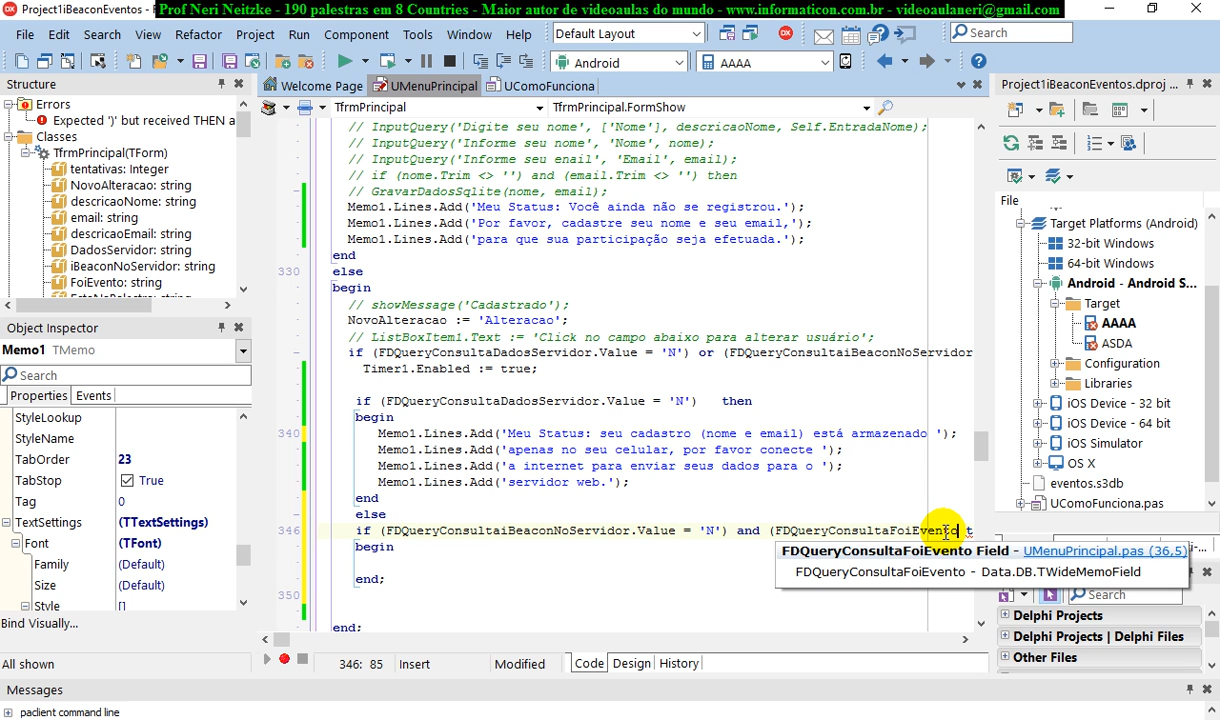 Project1iBeaconEventos -
Prof Neri Neitzke - 190 palestras em 8 Countries - Maior autor de videoaulas do mundo - www.informaticon.com.br - videoaulaneri@gmail.com
File Edit Search View Refactor Project Run Component Tools Window Help
Default Layout
Search
Android
AAAA
Structure
Welcome Page UMenuPrincipal UComoFunciona
Project1iBeaconEventos.dproj ...
TfrmPrincipal
TfrmPrincipal.FormShow
Errors
Expected ')' but received THEN a
Classes
TfrmPrincipal(TForm)
tentativas: Integer
NovoAlteracao: string
descricaoNome: string
email: string
descricaoEmail: string
DadosServidor: string
iBeaconNoServidor: string
FoiEvento: string
Object Inspector
Memo1 TMemo
Search
Properties Events
StyleLookup
StyleName
TabOrder 23
TabStop True
Tag 0
TextSettings (TTextSettings)
Font (TFont)
Family (Default)
Size (Default)
Style []
Bind Visually...
All shown
// InputQuery('Digite seu nome', ['Nome'], descricaoNome, Self.EntradaNome);
// InputQuery('Informe seu nome', 'Nome', nome);
// InputQuery('Informe seu enail', 'Email', email);
// if (nome.Trim <> '') and (email.Trim <> '') then
// GravarDadosSqlite(nome, email);
Memo1.Lines.Add('Meu Status: Você ainda não se registrou.');
Memo1.Lines.Add('Por favor, cadastre seu nome e seu email,');
Memo1.Lines.Add('para que sua participação seja efetuada.');
end
330 else
begin
// showMessage('Cadastrado');
NovoAlteracao := 'Alteracao';
// ListBoxItem1.Text := 'Click no campo abaixo para alterar usuário';
if (FDQueryConsultaDadosServidor.Value = 'N') or (FDQueryConsultaiBeaconNoServidor
Timer1.Enabled := true;
if (FDQueryConsultaDadosServidor.Value = 'N') then
begin
340 Memo1.Lines.Add('Meu Status: seu cadastro (nome e email) está armazenado ');
Memo1.Lines.Add('apenas no seu celular, por favor conecte ');
Memo1.Lines.Add('a internet para enviar seus dados para o ');
Memo1.Lines.Add('servidor web.');
end
else
346 if (FDQueryConsultaiBeaconNoServidor.Value = 'N') and (FDQueryConsultaFoiEvento t
begin
FDQueryConsultaFoiEvento Field - UMenuPrincipal.pas (36,5)
FDQueryConsultaFoiEvento - Data.DB.TWideMemoField
end;
350
end;
346: 85 Insert Modified Code Design History
File
Target Platforms (Android)
32-bit Windows
64-bit Windows
Android - Android S...
Target
AAAA
ASDA
Configuration
Libraries
iOS Device - 32 bit
iOS Device - 64 bit
iOS Simulator
OS X
eventos.s3db
UComoFunciona.pas
Search
Delphi Projects
Delphi Projects | Delphi Files
Other Files
Messages
paclient command line